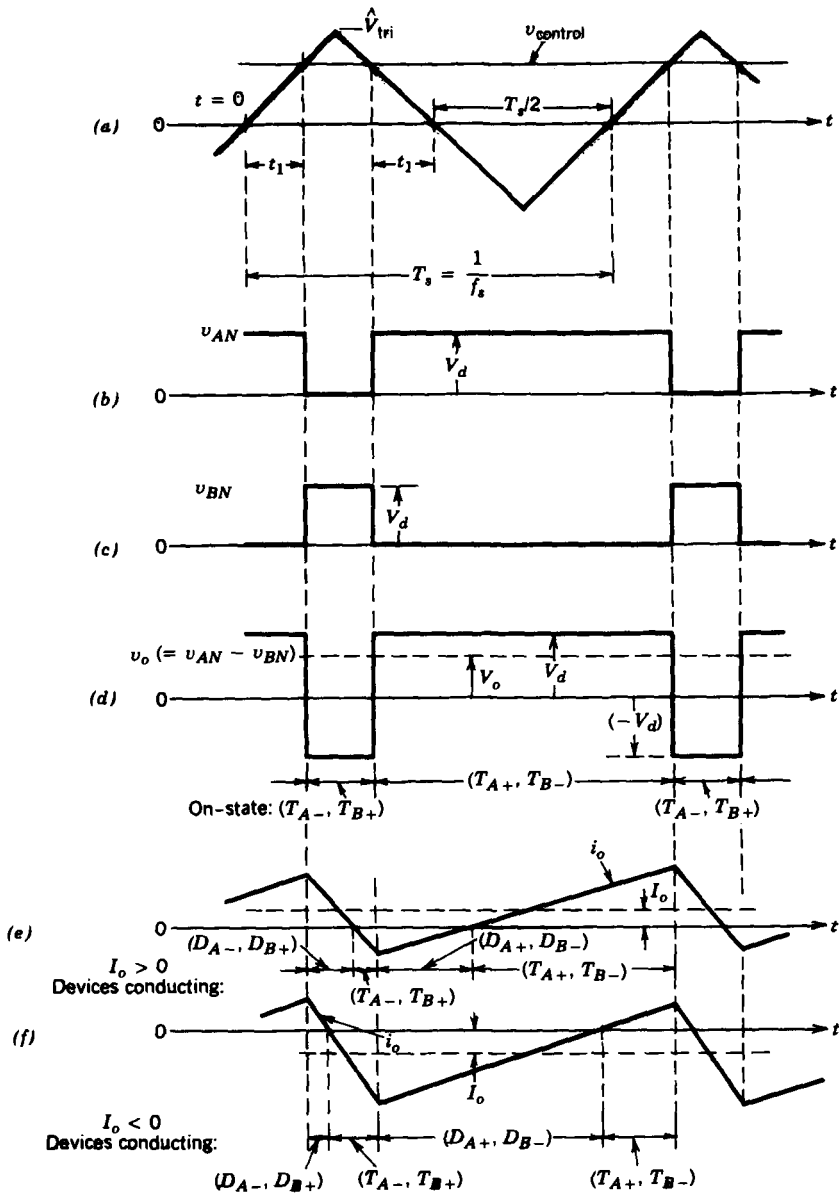 V̂tri
vcontrol
t = 0
Ts/2
(a) 0 t
t1 t1
Ts = 1/fs
vAN
Vd
(b) 0 t
vBN
Vd
(c) 0 t
vo (= vAN − vBN)
Vo Vd
(d) 0 t
(−Vd)
(TA+, TB−)
On-state: (TA−, TB+) (TA−, TB+)
io
Io
(e) 0 t
(DA−, DB+) (DA+, DB−)
Io > 0
Devices conducting:
(TA−, TB+) (TA+, TB−)
(f) 0 t
io
Io
Io < 0
Devices conducting:
(DA+, DB−)
(DA−, DB+) (TA−, TB+) (TA+, TB−)